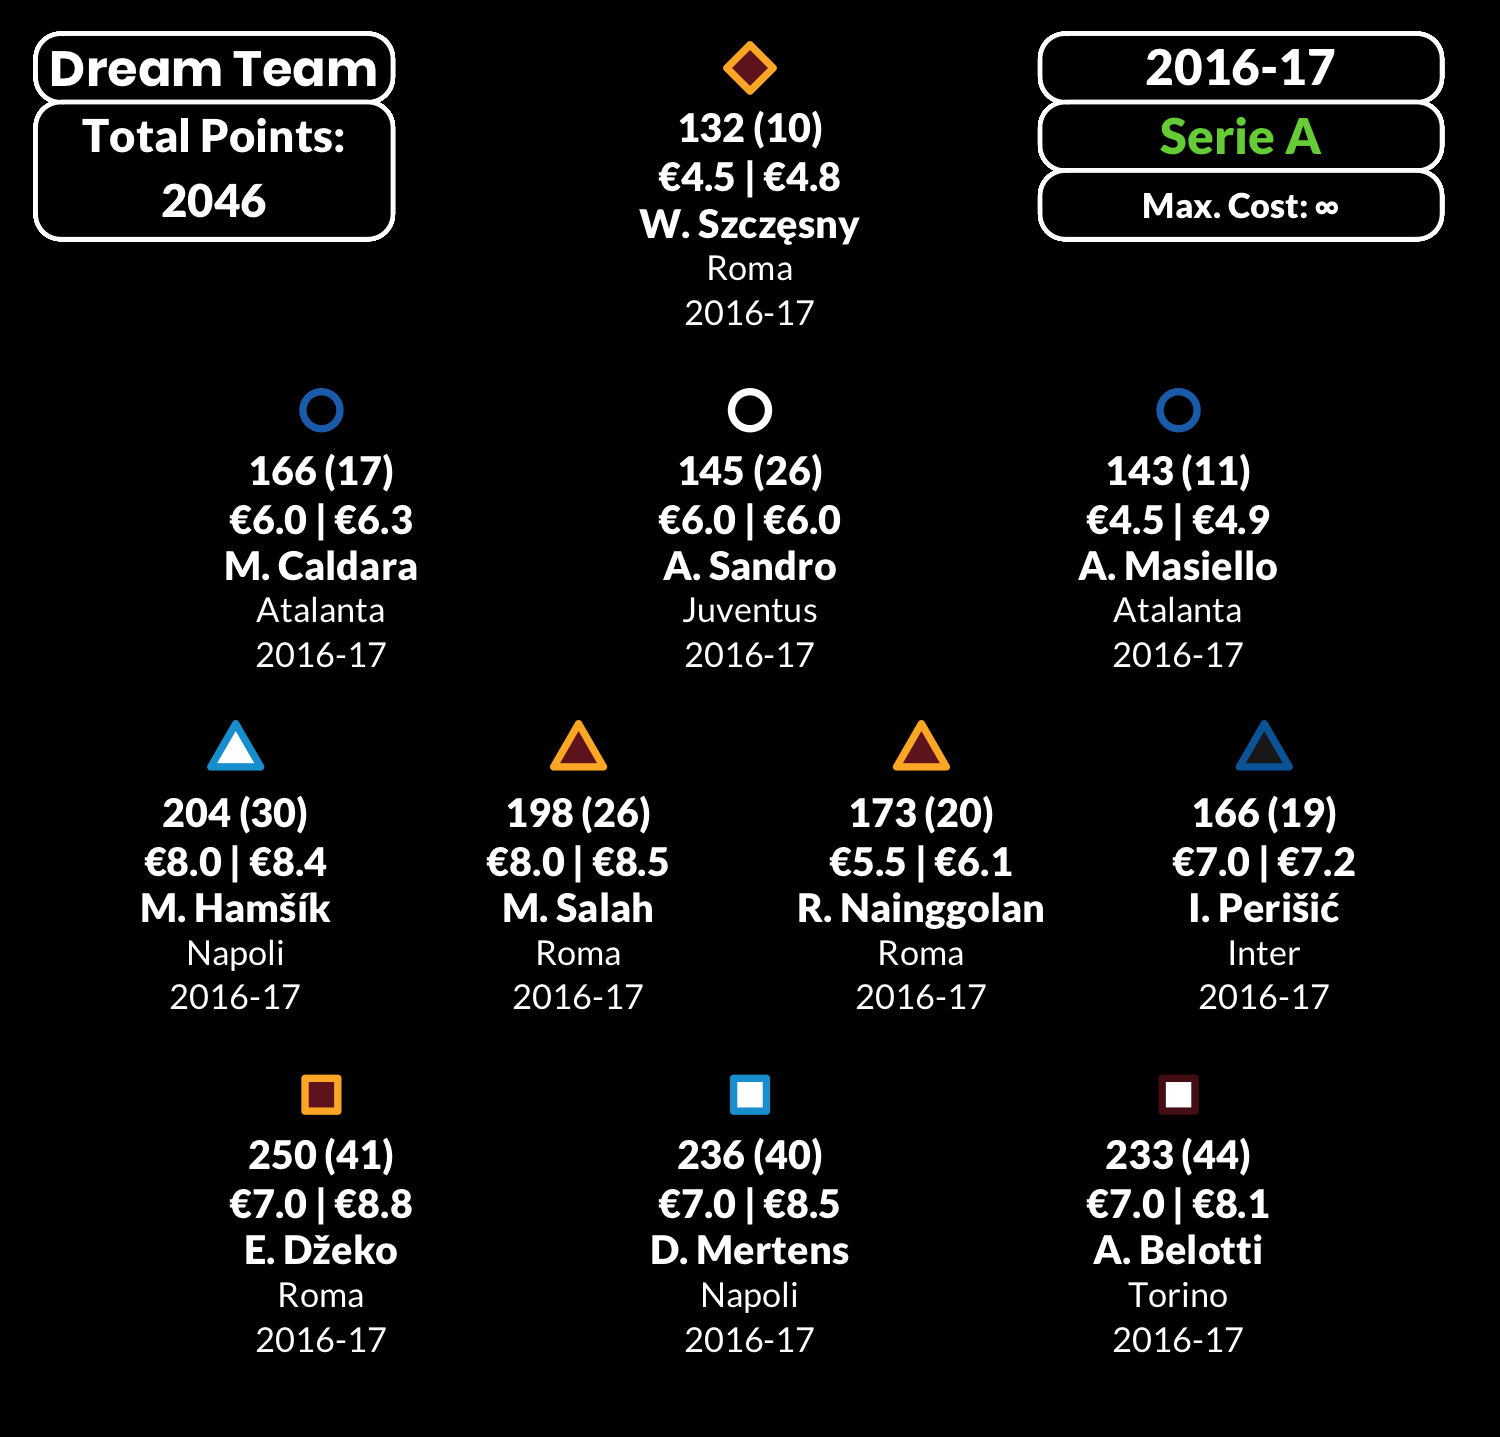 Dream Team
Total Points:
2046
2016-17
Serie A
Max. Cost: ∞
132 (10)
€4.5 | €4.8
W. Szczęsny
Roma
2016-17
166 (17)
€6.0 | €6.3
M. Caldara
Atalanta
2016-17
145 (26)
€6.0 | €6.0
A. Sandro
Juventus
2016-17
143 (11)
€4.5 | €4.9
A. Masiello
Atalanta
2016-17
204 (30)
€8.0 | €8.4
M. Hamšík
Napoli
2016-17
198 (26)
€8.0 | €8.5
M. Salah
Roma
2016-17
173 (20)
€5.5 | €6.1
R. Nainggolan
Roma
2016-17
166 (19)
€7.0 | €7.2
I. Perišić
Inter
2016-17
250 (41)
€7.0 | €8.8
E. Džeko
Roma
2016-17
236 (40)
€7.0 | €8.5
D. Mertens
Napoli
2016-17
233 (44)
€7.0 | €8.1
A. Belotti
Torino
2016-17